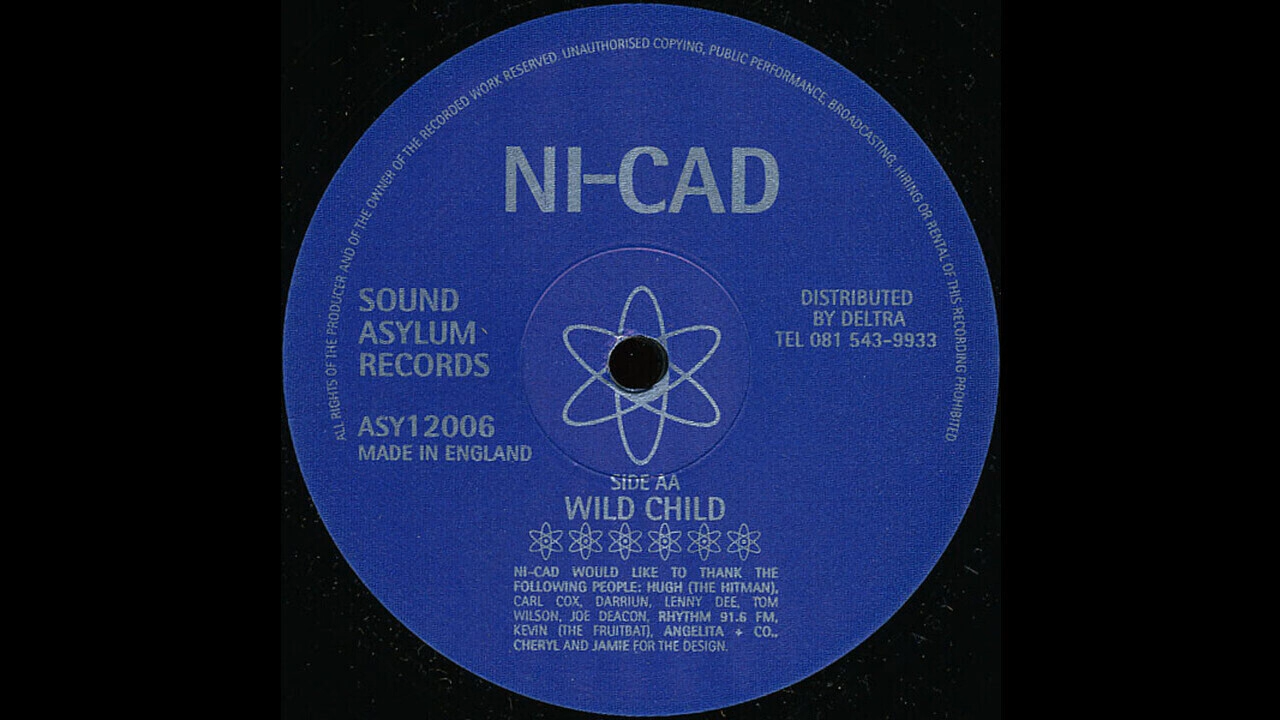 ALL RIGHTS OF THE PRODUCER AND OF THE OWNER OF THE RECORDED WORK RESERVED. UNAUTHORISED COPYING, PUBLIC PERFORMANCE, BROADCASTING, HIRING OR RENTAL OF THIS RECORDING PROHIBITED
NI-CAD
SOUND
ASYLUM
RECORDS
ASY12006
MADE IN ENGLAND
DISTRIBUTED
BY DELTRA
TEL 081 543-9933
SIDE AA
WILD CHILD
NI-CAD WOULD LIKE TO THANK THE
FOLLOWING PEOPLE: HUGH (THE HITMAN),
CARL COX, DARRIUN, LENNY DEE, TOM
WILSON, JOE DEACON, RHYTHM 91.6 FM,
KEVIN (THE FRUITBAT), ANGELITA + CO.,
CHERYL AND JAMIE FOR THE DESIGN.